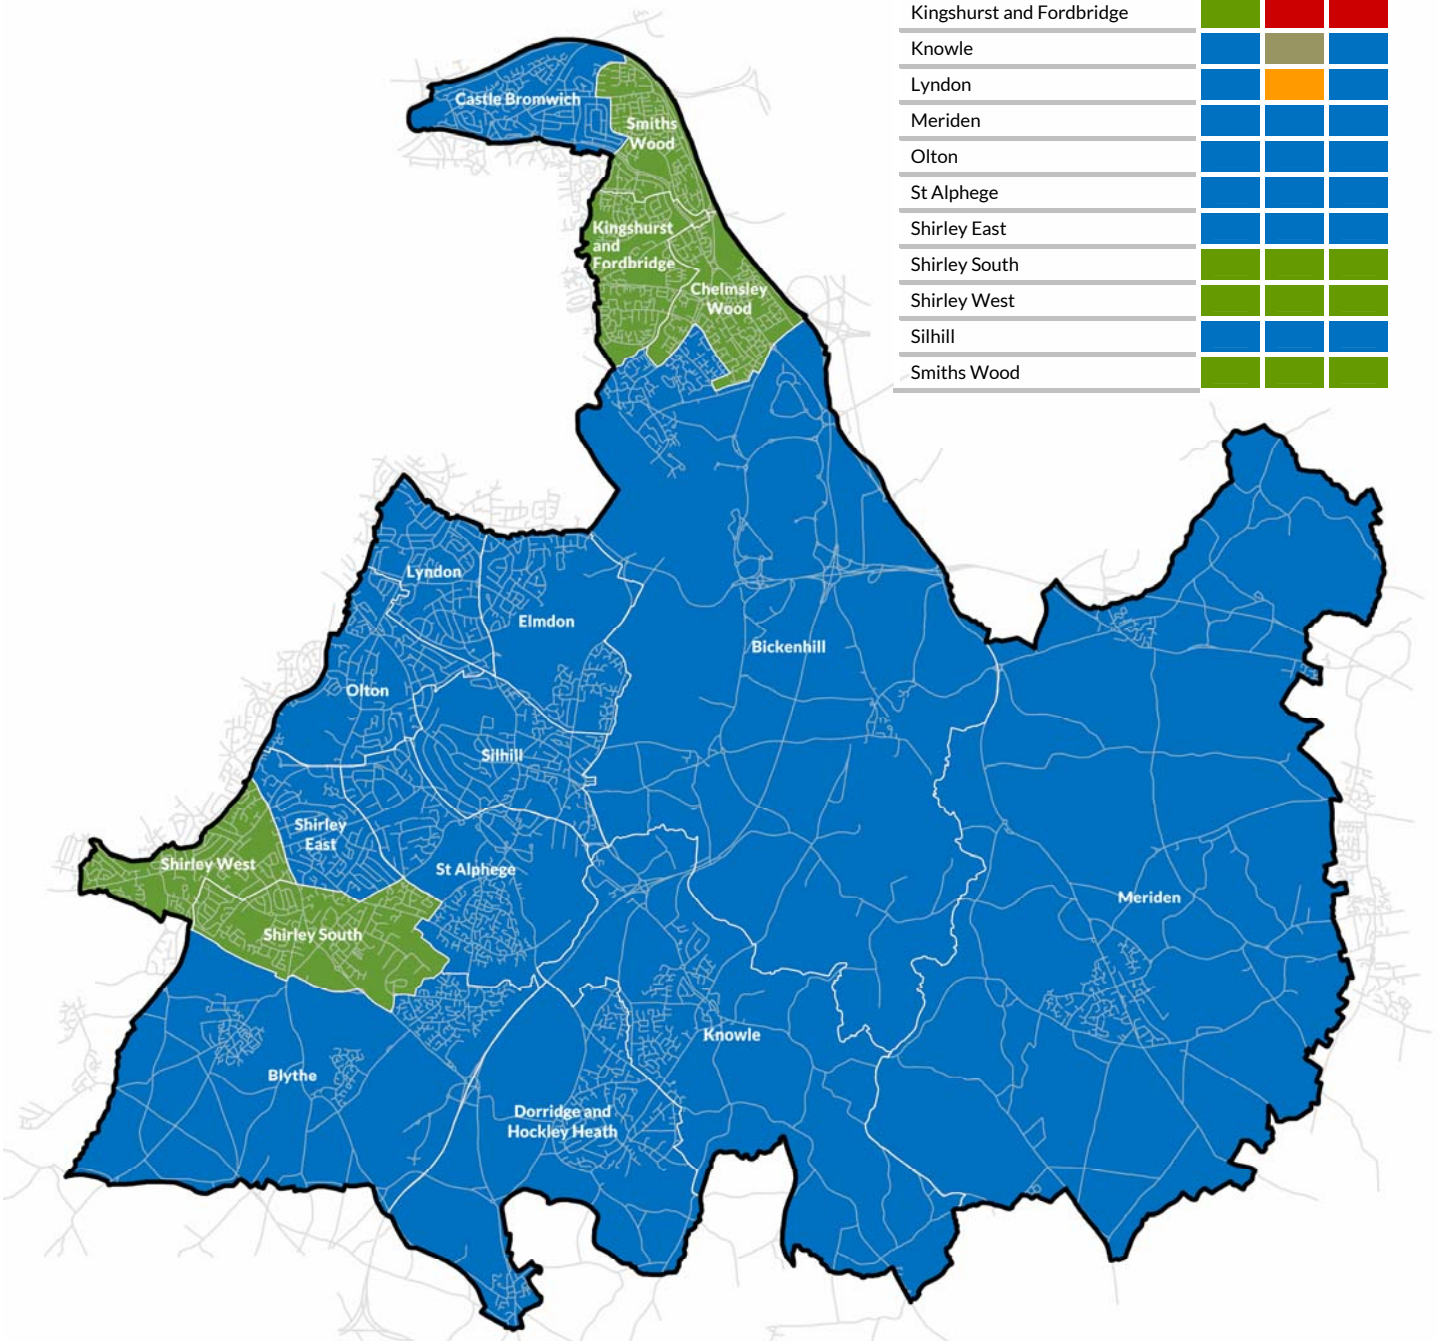 Kingshurst and Fordbridge
Knowle
Lyndon
Meriden
Olton
St Alphege
Shirley East
Shirley South
Shirley West
Silhill
Smiths Wood
Castle Bromwich
Smiths
Wood
Kingshurst
and
Fordbridge
Chelmsley
Wood
Lyndon
Elmdon
Bickenhill
Olton
Silhill
Shirley
East
Shirley West
St Alphege
Meriden
Shirley South
Knowle
Blythe
Dorridge and
Hockley Heath